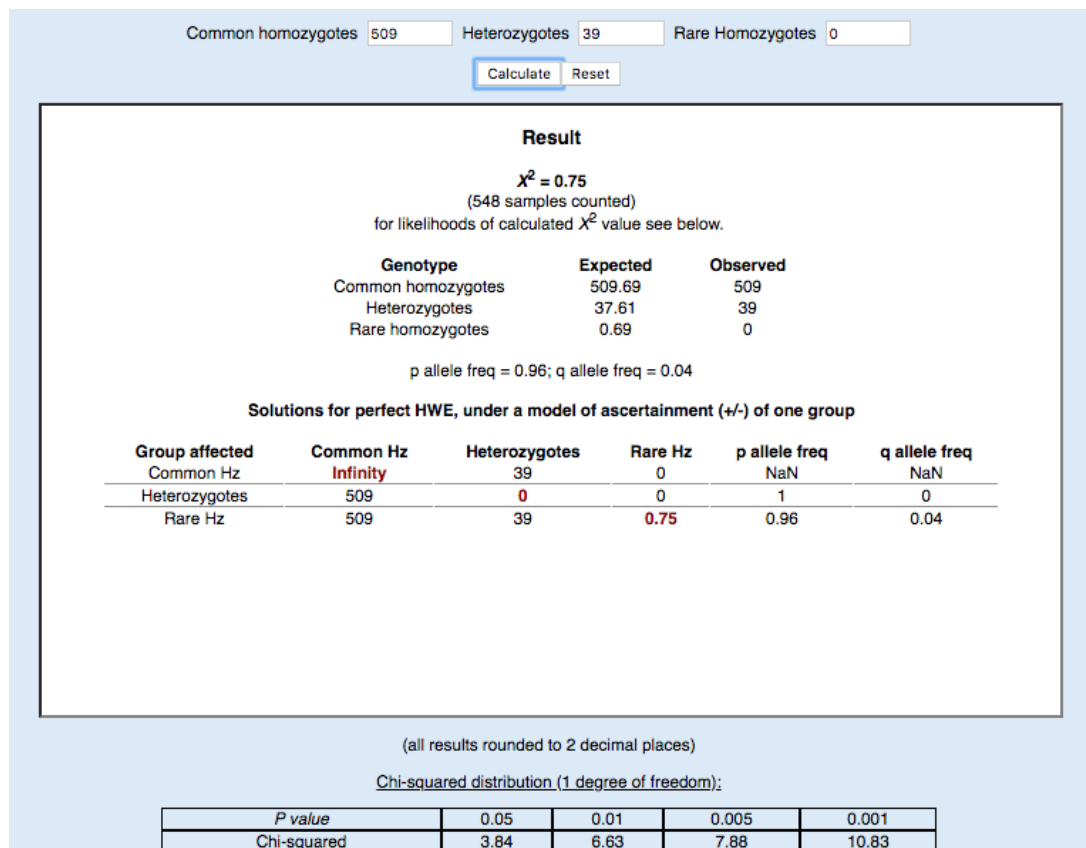 Common homozygotes 509 Heterozygotes 39 Rare Homozygotes 0
Calculate Reset
Result
X² = 0.75
(548 samples counted)
for likelihoods of calculated X² value see below.
Genotype Expected Observed
Common homozygotes 509.69 509
Heterozygotes 37.61 39
Rare homozygotes 0.69 0
p allele freq = 0.96; q allele freq = 0.04
Solutions for perfect HWE, under a model of ascertainment (+/-) of one group
Group affected Common Hz Heterozygotes Rare Hz p allele freq q allele freq
Common Hz Infinity 39 0 NaN NaN
Heterozygotes 509 0 0 1 0
Rare Hz 509 39 0.75 0.96 0.04
(all results rounded to 2 decimal places)
Chi-squared distribution (1 degree of freedom):
P value 0.05 0.01 0.005 0.001
Chi-squared 3.84 6.63 7.88 10.83